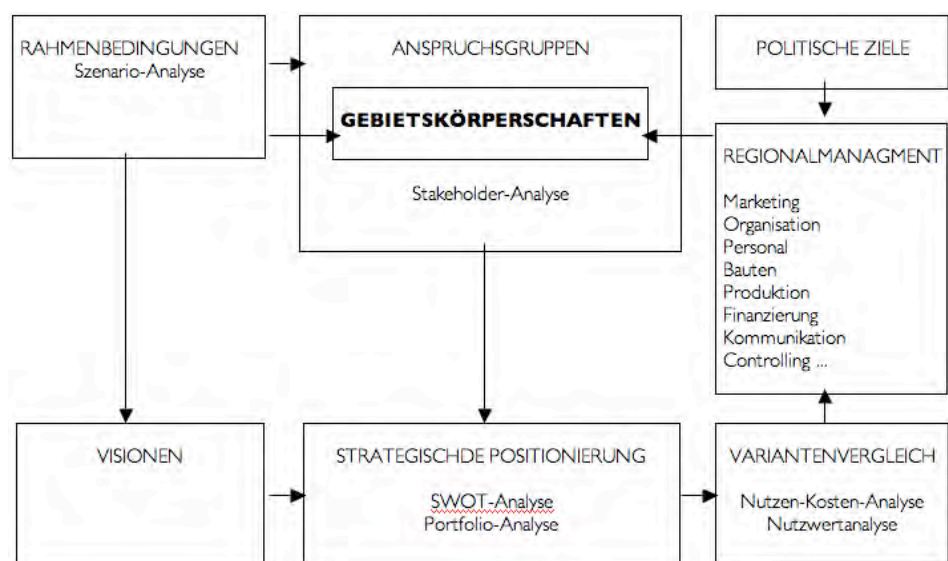 RAHMENBEDINGUNGEN
Szenario-Analyse
ANSPRUCHSGRUPPEN
GEBIETSKÖRPERSCHAFTEN
Stakeholder-Analyse
POLITISCHE ZIELE
REGIONALMANAGMENT
Marketing
Organisation
Personal
Bauten
Produktion
Finanzierung
Kommunikation
Controlling ...
VISIONEN
STRATEGISCHDE POSITIONIERUNG
SWOT-Analyse
Portfolio-Analyse
VARIANTENVERGLEICH
Nutzen-Kosten-Analyse
Nutzwertanalyse